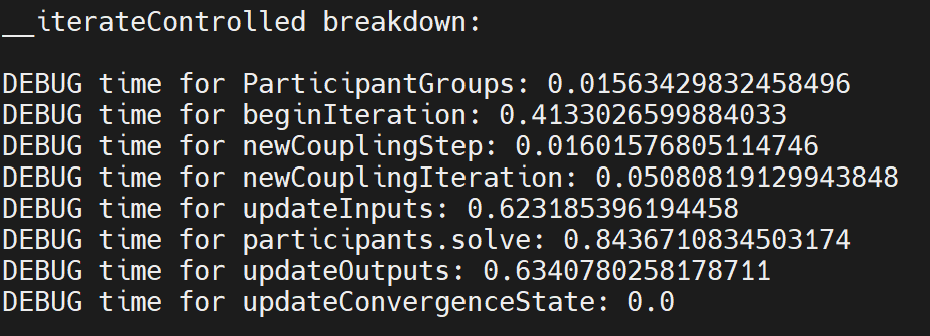 __iterateControlled breakdown:
DEBUG time for ParticipantGroups: 0.01563429832458496
DEBUG time for beginIteration: 0.4133026599884033
DEBUG time for newCouplingStep: 0.01601576805114746
DEBUG time for newCouplingIteration: 0.05080819129943848
DEBUG time for updateInputs: 0.623185396194458
DEBUG time for participants.solve: 0.8436710834503174
DEBUG time for updateOutputs: 0.6340780258178711
DEBUG time for updateConvergenceState: 0.0